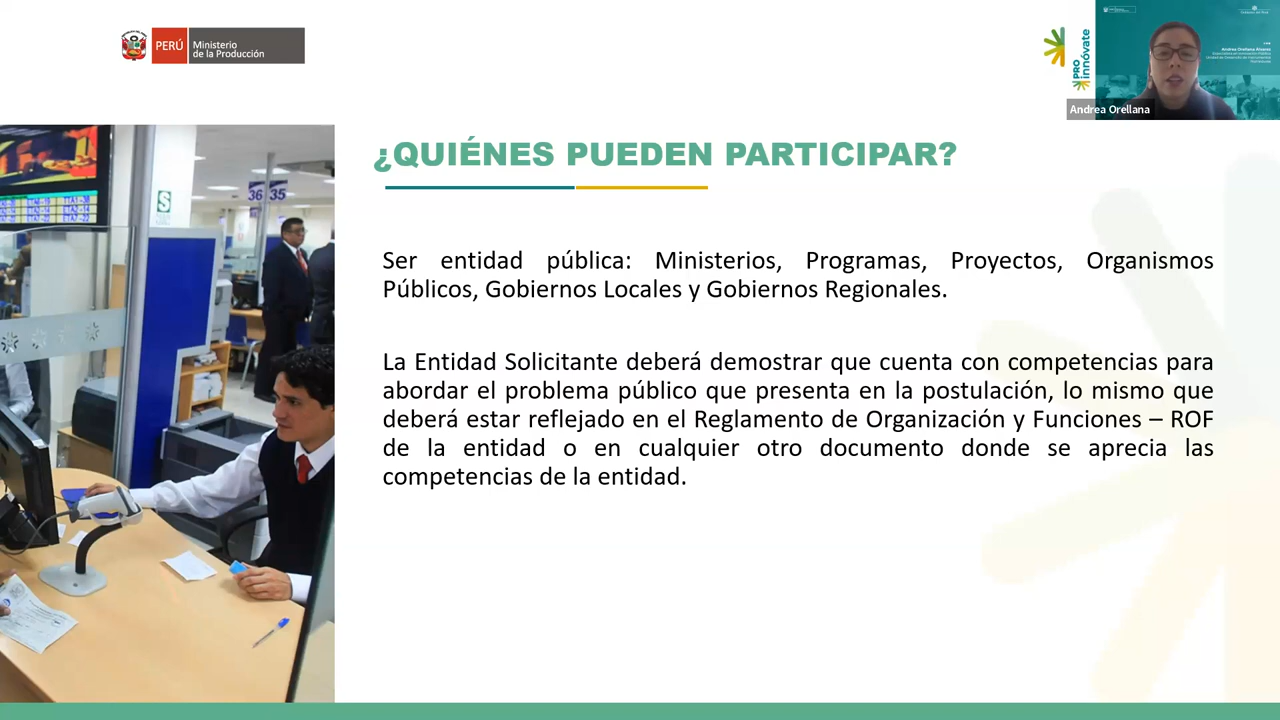 PERÚ
Ministerio
de la Producción
PRO
innóvate
Andrea Orellana Álvarez
Andrea Orellana
¿QUIÉNES PUEDEN PARTICIPAR?
36 35
S
Ser entidad pública: Ministerios, Programas, Proyectos, Organismos
Públicos, Gobiernos Locales y Gobiernos Regionales.
La Entidad Solicitante deberá demostrar que cuenta con competencias para
abordar el problema público que presenta en la postulación, lo mismo que
deberá estar reflejado en el Reglamento de Organización y Funciones – ROF
de la entidad o en cualquier otro documento donde se aprecia las
competencias de la entidad.